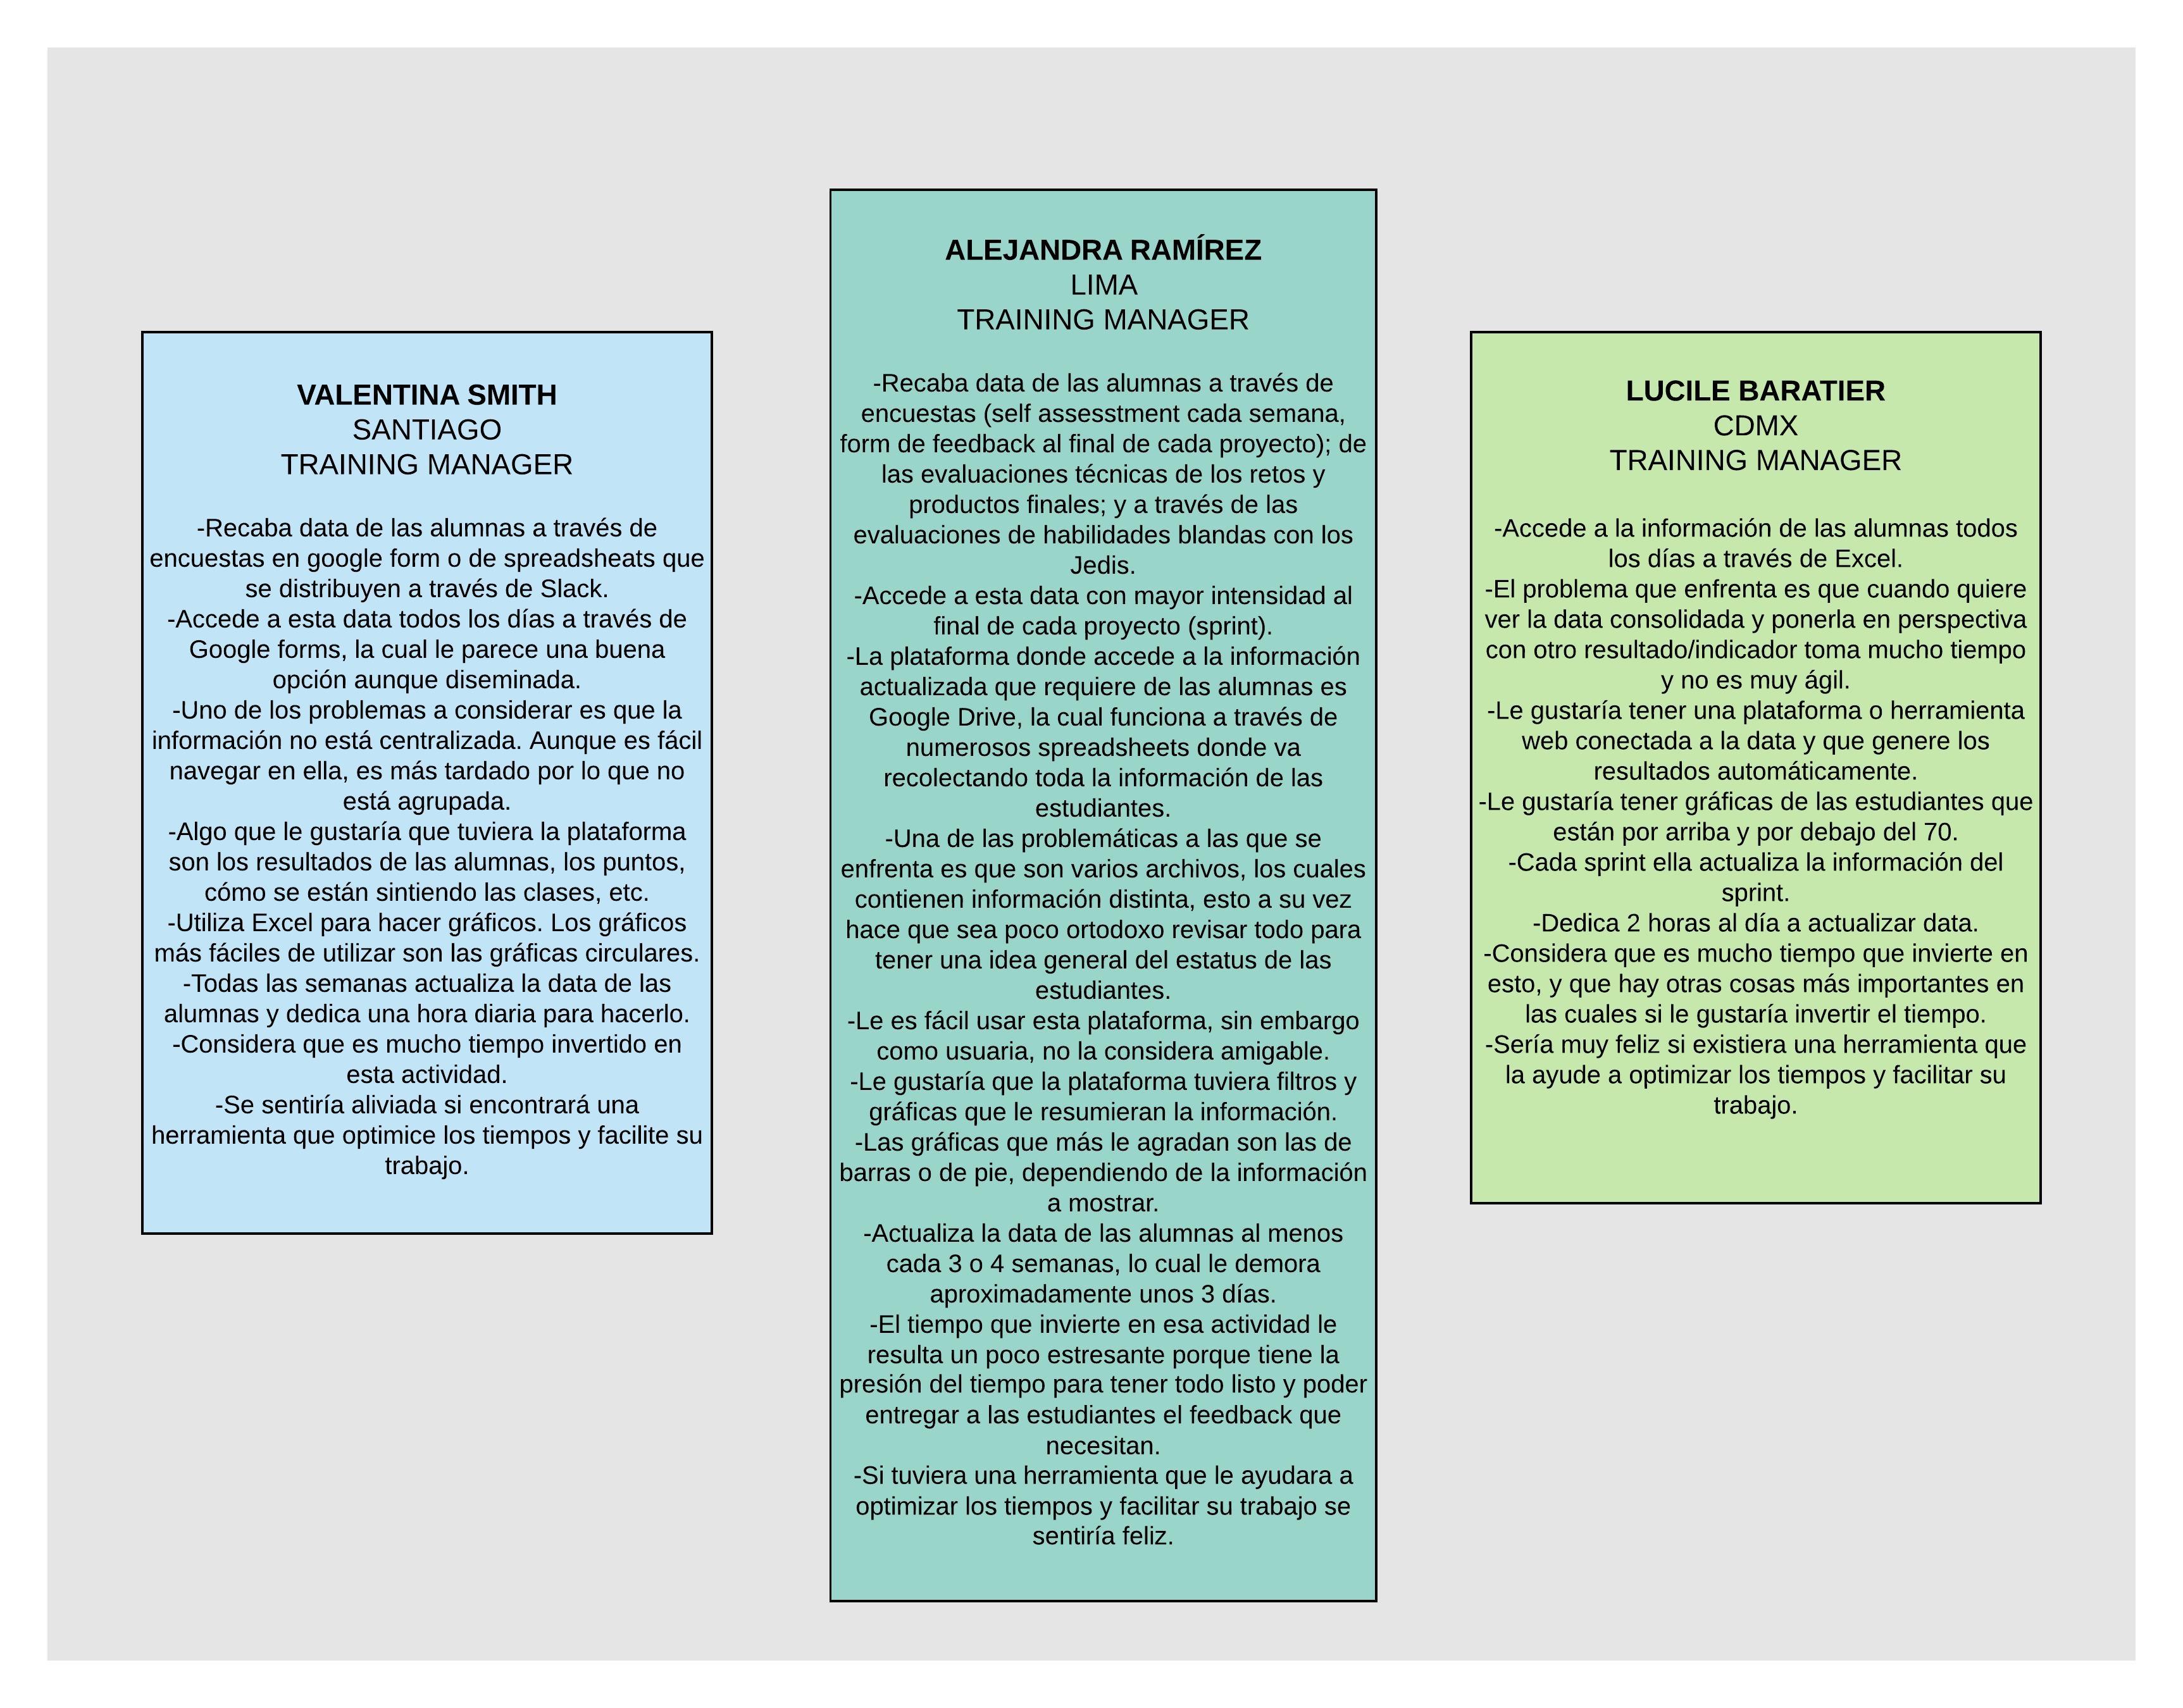 VALENTINA SMITH
SANTIAGO
TRAINING MANAGER
-Recaba data de las alumnas a través de
encuestas en google form o de spreadsheats que
se distribuyen a través de Slack.
-Accede a esta data todos los días a través de
Google forms, la cual le parece una buena
opción aunque diseminada.
-Uno de los problemas a considerar es que la
información no está centralizada. Aunque es fácil
navegar en ella, es más tardado por lo que no
está agrupada.
-Algo que le gustaría que tuviera la plataforma
son los resultados de las alumnas, los puntos,
cómo se están sintiendo las clases, etc.
-Utiliza Excel para hacer gráficos. Los gráficos
más fáciles de utilizar son las gráficas circulares.
-Todas las semanas actualiza la data de las
alumnas y dedica una hora diaria para hacerlo.
-Considera que es mucho tiempo invertido en
esta actividad.
-Se sentiría aliviada si encontrará una
herramienta que optimice los tiempos y facilite su
trabajo.
ALEJANDRA RAMÍREZ
LIMA
TRAINING MANAGER
-Recaba data de las alumnas a través de
encuestas (self assesstment cada semana,
form de feedback al final de cada proyecto); de
las evaluaciones técnicas de los retos y
productos finales; y a través de las
evaluaciones de habilidades blandas con los
Jedis.
-Accede a esta data con mayor intensidad al
final de cada proyecto (sprint).
-La plataforma donde accede a la información
actualizada que requiere de las alumnas es
Google Drive, la cual funciona a través de
numerosos spreadsheets donde va
recolectando toda la información de las
estudiantes.
-Una de las problemáticas a las que se
enfrenta es que son varios archivos, los cuales
contienen información distinta, esto a su vez
hace que sea poco ortodoxo revisar todo para
tener una idea general del estatus de las
estudiantes.
-Le es fácil usar esta plataforma, sin embargo
como usuaria, no la considera amigable.
-Le gustaría que la plataforma tuviera filtros y
gráficas que le resumieran la información.
-Las gráficas que más le agradan son las de
barras o de pie, dependiendo de la información
a mostrar.
-Actualiza la data de las alumnas al menos
cada 3 o 4 semanas, lo cual le demora
aproximadamente unos 3 días.
-El tiempo que invierte en esa actividad le
resulta un poco estresante porque tiene la
presión del tiempo para tener todo listo y poder
entregar a las estudiantes el feedback que
necesitan.
-Si tuviera una herramienta que le ayudara a
optimizar los tiempos y facilitar su trabajo se
sentiría feliz.
LUCILE BARATIER
CDMX
TRAINING MANAGER
-Accede a la información de las alumnas todos
los días a través de Excel.
-El problema que enfrenta es que cuando quiere
ver la data consolidada y ponerla en perspectiva
con otro resultado/indicador toma mucho tiempo
y no es muy ágil.
-Le gustaría tener una plataforma o herramienta
web conectada a la data y que genere los
resultados automáticamente.
-Le gustaría tener gráficas de las estudiantes que
están por arriba y por debajo del 70.
-Cada sprint ella actualiza la información del
sprint.
-Dedica 2 horas al día a actualizar data.
-Considera que es mucho tiempo que invierte en
esto, y que hay otras cosas más importantes en
las cuales si le gustaría invertir el tiempo.
-Sería muy feliz si existiera una herramienta que
la ayude a optimizar los tiempos y facilitar su
trabajo.